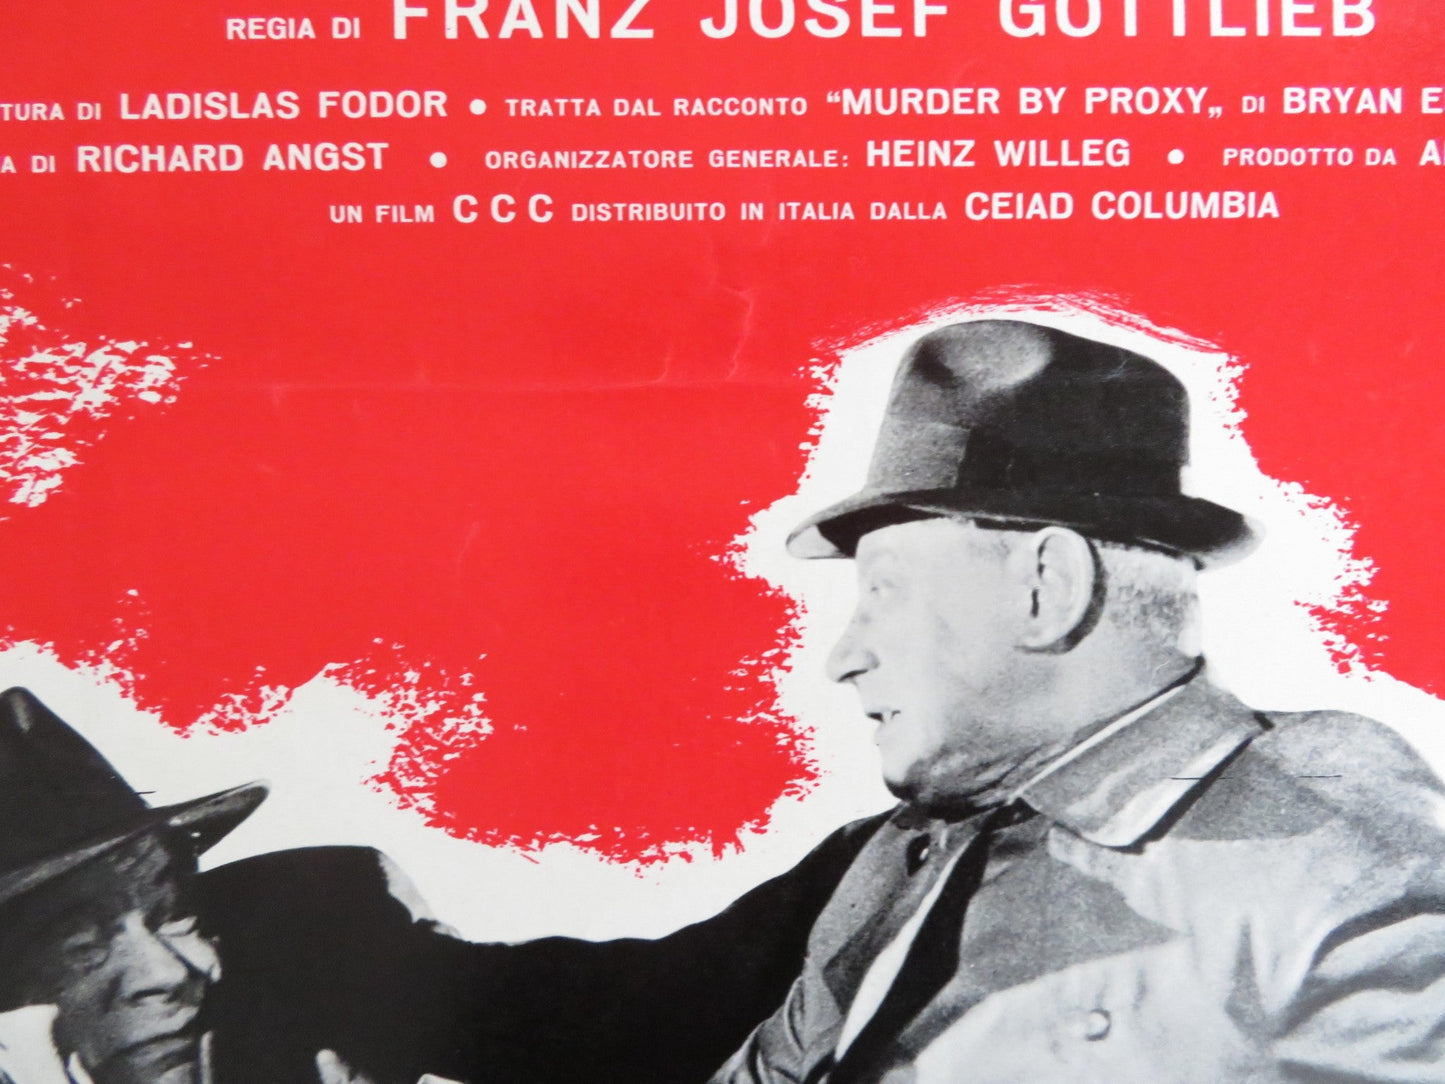 REGIA DI FRANZ JOSEF GOTTLIEB
TURA DI LADISLAS FODOR • TRATTA DAL RACCONTO “MURDER BY PROXY„ DI BRYAN E
A DI RICHARD ANGST • ORGANIZZATORE GENERALE: HEINZ WILLEG • PRODOTTO DA A
UN FILM CCC DISTRIBUITO IN ITALIA DALLA CEIAD COLUMBIA